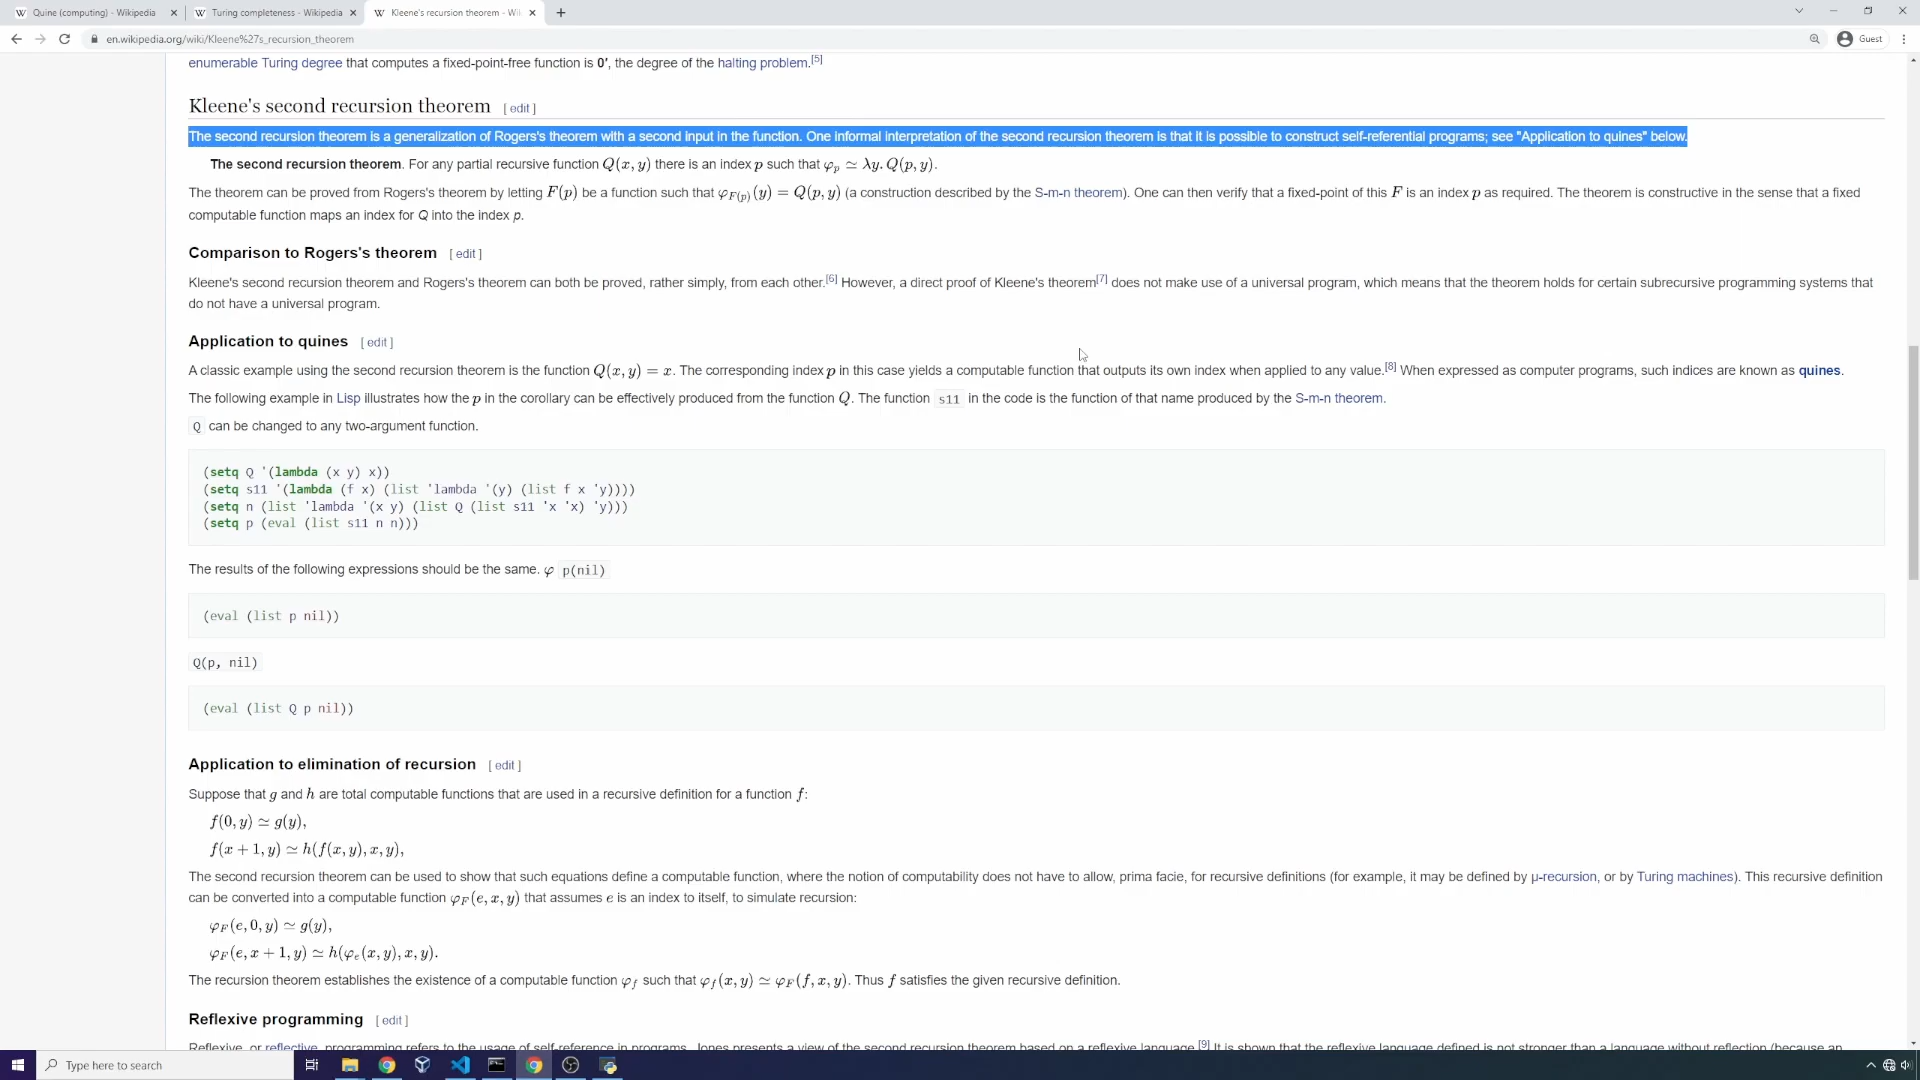 Quine (computing) - Wikipedia
Turing completeness - Wikipedia
Kleene's recursion theorem - Wi
en.wikipedia.org/wiki/Kleene%27s_recursion_theorem
Guest
enumerable Turing degree that computes a fixed-point-free function is 0′, the degree of the halting problem.[5]
Kleene's second recursion theorem [ edit ]
The second recursion theorem is a generalization of Rogers's theorem with a second input in the function. One informal interpretation of the second recursion theorem is that it is possible to construct self-referential programs; see "Application to quines" below.
The second recursion theorem. For any partial recursive function Q(x, y) there is an index p such that φp ≃ λy. Q(p, y).
The theorem can be proved from Rogers's theorem by letting F(p) be a function such that φF(p)(y) = Q(p, y) (a construction described by the S-m-n theorem). One can then verify that a fixed-point of this F is an index p as required. The theorem is constructive in the sense that a fixed
computable function maps an index for Q into the index p.
Comparison to Rogers's theorem [ edit ]
Kleene's second recursion theorem and Rogers's theorem can both be proved, rather simply, from each other.[6] However, a direct proof of Kleene's theorem[7] does not make use of a universal program, which means that the theorem holds for certain subrecursive programming systems that
do not have a universal program.
Application to quines [ edit ]
A classic example using the second recursion theorem is the function Q(x, y) = x. The corresponding index p in this case yields a computable function that outputs its own index when applied to any value.[8] When expressed as computer programs, such indices are known as quines.
The following example in Lisp illustrates how the p in the corollary can be effectively produced from the function Q. The function s11 in the code is the function of that name produced by the S-m-n theorem.
Q can be changed to any two-argument function.
(setq Q '(lambda (x y) x))
(setq s11 '(lambda (f x) (list 'lambda '(y) (list f x 'y))))
(setq n (list 'lambda '(x y) (list Q (list s11 'x 'x) 'y)))
(setq p (eval (list s11 n n)))
The results of the following expressions should be the same. φ p(nil)
(eval (list p nil))
Q(p, nil)
(eval (list Q p nil))
Application to elimination of recursion [ edit ]
Suppose that g and h are total computable functions that are used in a recursive definition for a function f:
f(0, y) ≃ g(y),
f(x + 1, y) ≃ h(f(x, y), x, y),
The second recursion theorem can be used to show that such equations define a computable function, where the notion of computability does not have to allow, prima facie, for recursive definitions (for example, it may be defined by μ-recursion, or by Turing machines). This recursive definition
can be converted into a computable function φF(e, x, y) that assumes e is an index to itself, to simulate recursion:
φF(e, 0, y) ≃ g(y),
φF(e, x + 1, y) ≃ h(φe(x, y), x, y).
The recursion theorem establishes the existence of a computable function φf such that φf(x, y) ≃ φF(f, x, y). Thus f satisfies the given recursive definition.
Reflexive programming [ edit ]
Reflexive, or reflective, programming refers to the usage of self-reference in programs. Jones presents a view of the second recursion theorem based on a reflexive language.[9] It is shown that the reflexive language defined is not stronger than a language without reflection (because an
Type here to search